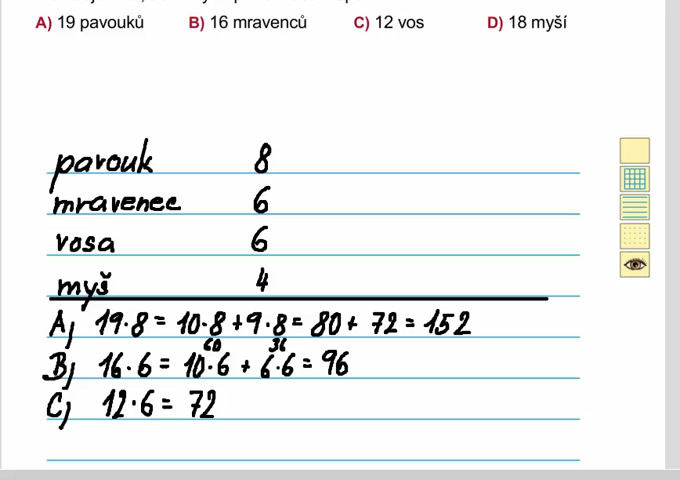 A) 19 pavouků B) 16 mravenců C) 12 vos D) 18 myší
pavouk 8
mravenec 6
vosa 6
myš 4
A) 19·8 = 10·8 + 9·8 = 80 + 72 = 152
60 36
B) 16·6 = 10·6 + 6·6 = 96
C) 12·6 = 72